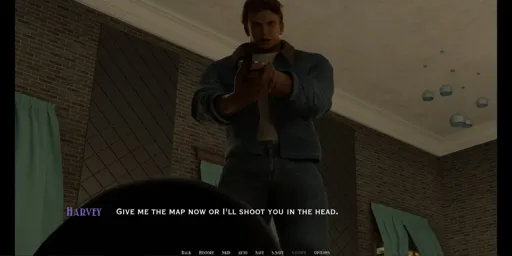 Harvey Give me the map now or I'll shoot you in the head.
Back History Skip Auto Save Q.Save Q.Load Options